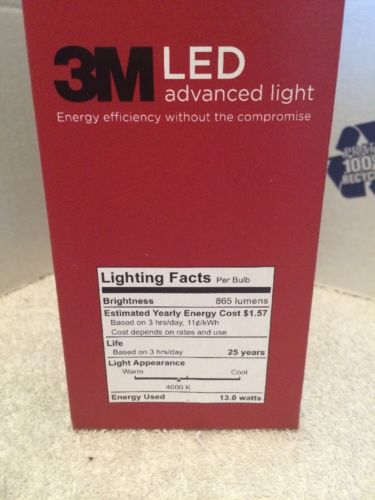 3M LED
advanced light
Energy efficiency without the compromise
100%
Lighting Facts Per Bulb
Brightness 865 lumens
Estimated Yearly Energy Cost $1.57
Based on 3 hrs/day, 11¢/kWh
Cost depends on rates and use
Life
Based on 3 hrs/day 25 years
Light Appearance
Warm Cool
4000 K
Energy Used 13.0 watts